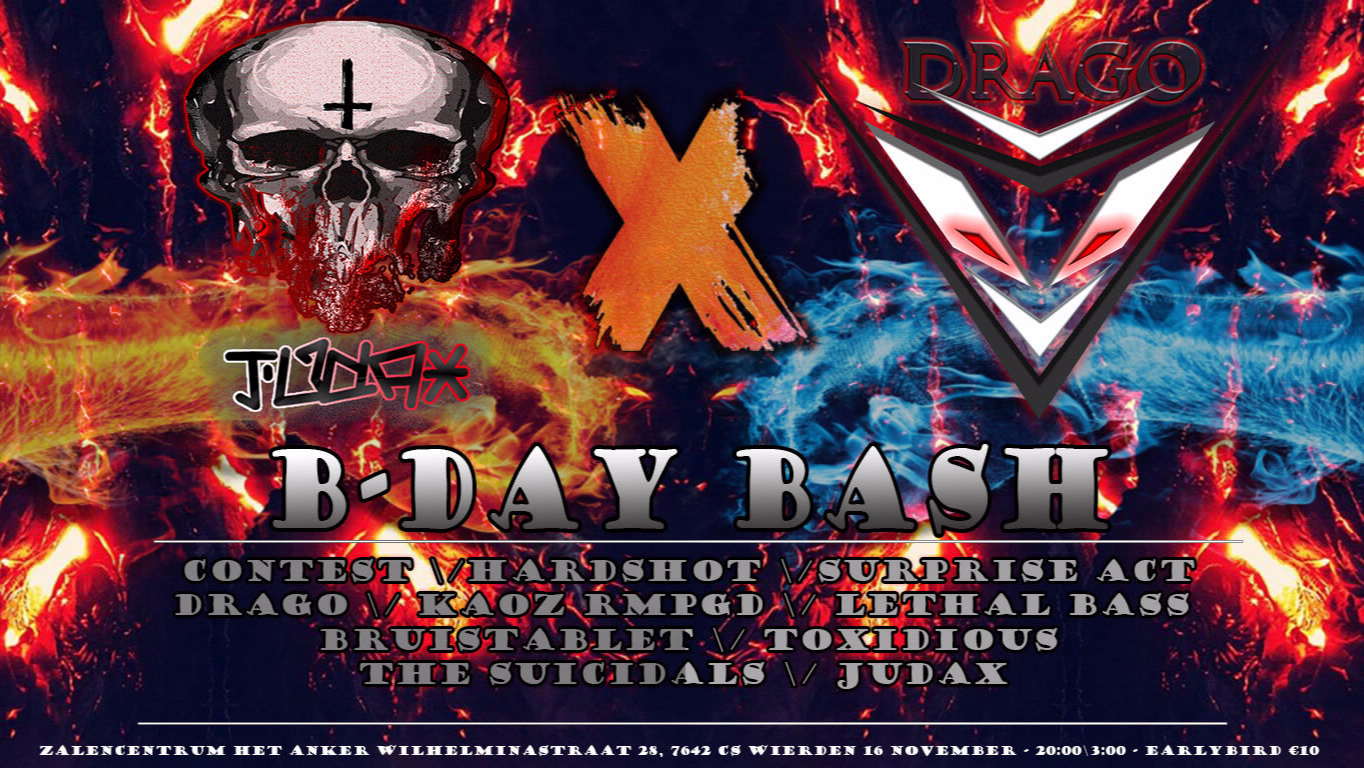 DRAGO
X
JUDAX
B-DAY BASH
CONTEST \/ HARDSHOT \/ SURPRISE ACT
DRAGO \/ KAOZ RMPGD \/ LETHAL BASS
BRUISTABLET \/ TOXIDIOUS
THE SUICIDALS \/ JUDAX
ZALENCENTRUM HET ANKER WILHELMINASTRAAT 28, 7642 CS WIERDEN 16 NOVEMBER - 20:00\3:00 - EARLYBIRD €10